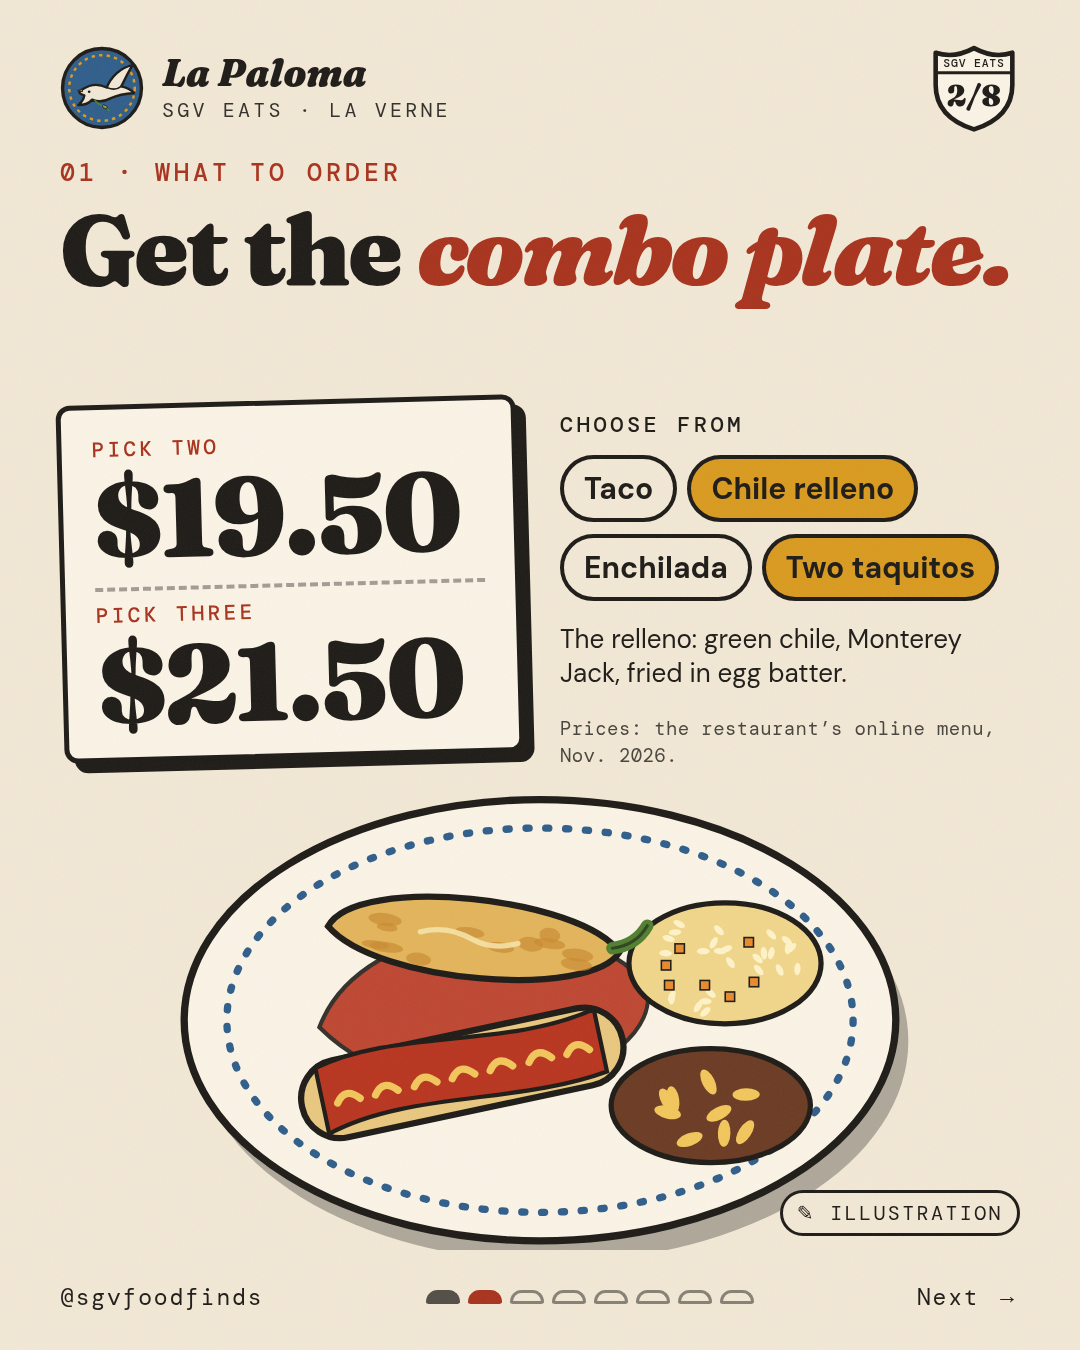 La Paloma
SGV EATS · LA VERNE
SGV EATS
2/8
01 · WHAT TO ORDER
Get the combo plate.
PICK TWO
$19.50
PICK THREE
$21.50
CHOOSE FROM
Taco
Chile relleno
Enchilada
Two taquitos
The relleno: green chile, Monterey
Jack, fried in egg batter.
Prices: the restaurant’s online menu,
Nov. 2026.
✎ ILLUSTRATION
@sgvfoodfinds
Next →